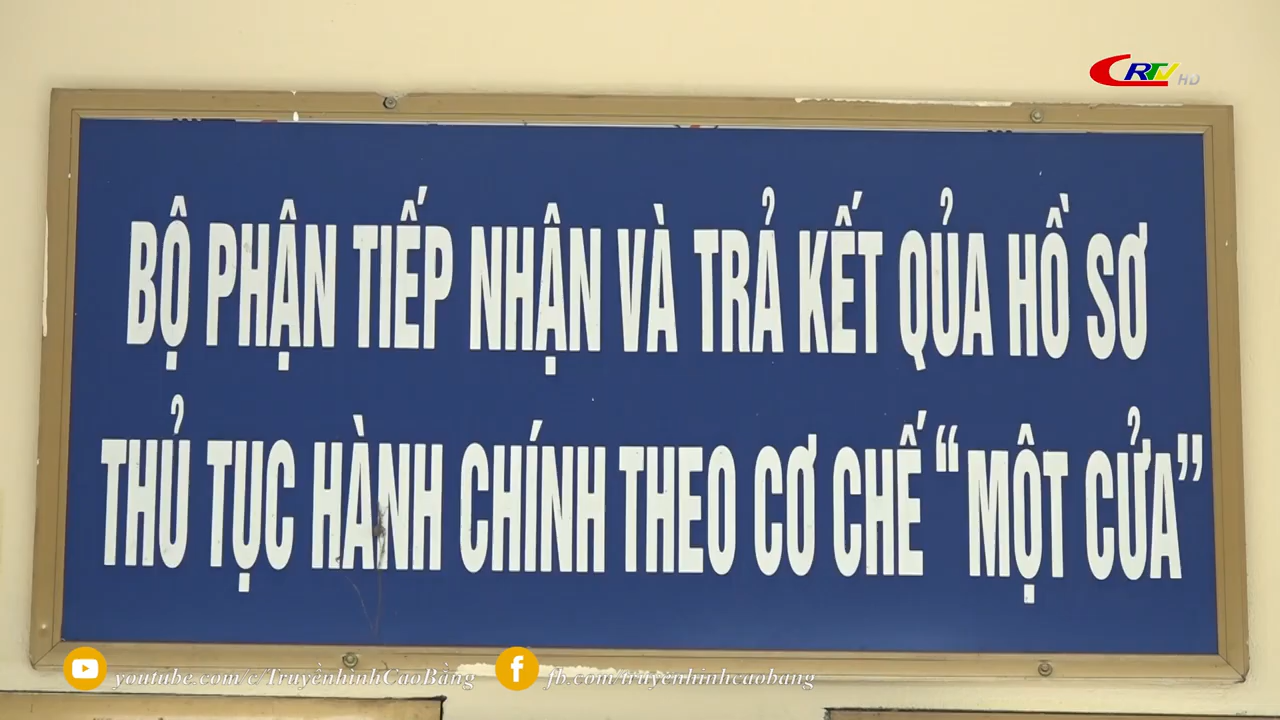 CRTV HD
BỘ PHẬN TIẾP NHẬN VÀ TRẢ KẾT QỦA HỒ SƠ
THỦ TỤC HÀNH CHÍNH THEO CƠ CHẾ “MỘT CỬA”
youtube.com/c/TruyềnhìnhCaoBằng
fb.com/truyenhinhcaobang